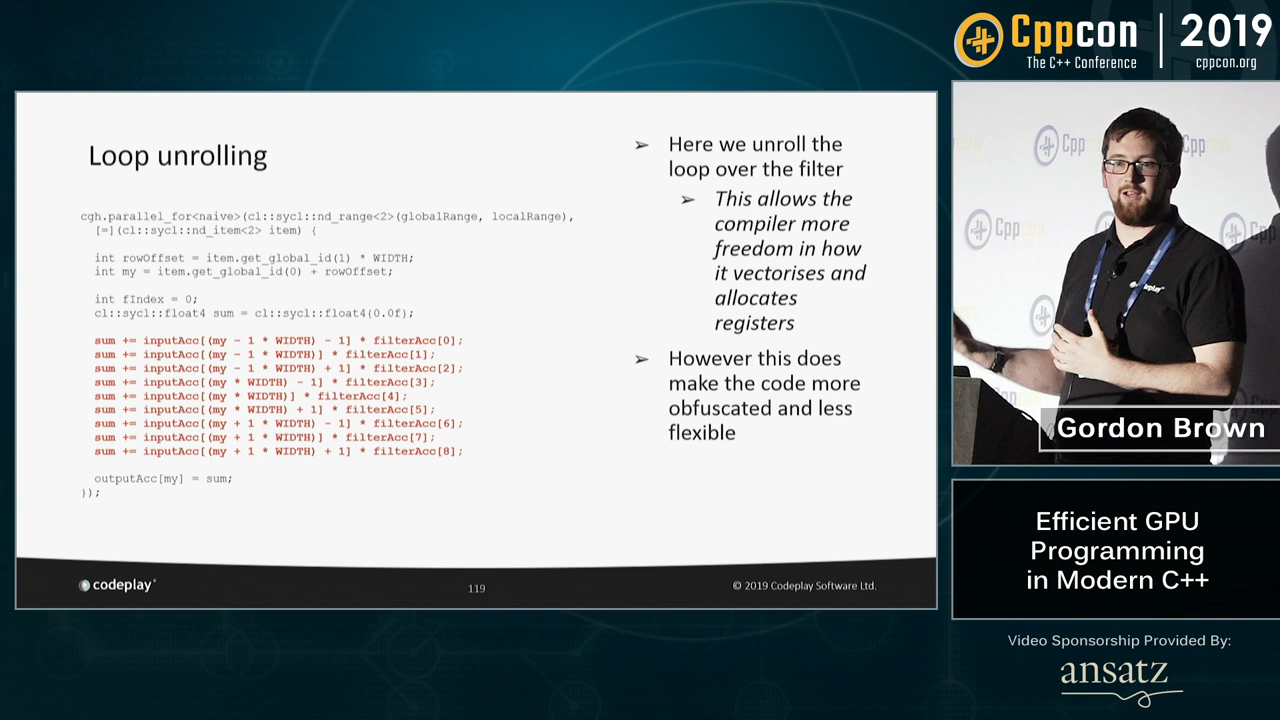 Cppcon
The C++ Conference
2019
cppcon.org
Loop unrolling
cgh.parallel_for<naive>(cl::sycl::nd_range<2>(globalRange, localRange),
[=](cl::sycl::nd_item<2> item) {
int rowOffset = item.get_global_id(1) * WIDTH;
int my = item.get_global_id(0) + rowOffset;
int fIndex = 0;
cl::sycl::float4 sum = cl::sycl::float4{0.0f};
sum += inputAcc[(my - 1 * WIDTH) - 1] * filterAcc[0];
sum += inputAcc[(my - 1 * WIDTH)] * filterAcc[1];
sum += inputAcc[(my - 1 * WIDTH) + 1] * filterAcc[2];
sum += inputAcc[(my * WIDTH) - 1] * filterAcc[3];
sum += inputAcc[(my * WIDTH)] * filterAcc[4];
sum += inputAcc[(my * WIDTH) + 1] * filterAcc[5];
sum += inputAcc[(my + 1 * WIDTH) - 1] * filterAcc[6];
sum += inputAcc[(my + 1 * WIDTH)] * filterAcc[7];
sum += inputAcc[(my + 1 * WIDTH) + 1] * filterAcc[8];
outputAcc[my] = sum;
});
➢ Here we unroll the
loop over the filter
➢ This allows the
compiler more
freedom in how
it vectorises and
allocates
registers
➢ However this does
make the code more
obfuscated and less
flexible
codeplay®
119
© 2019 Codeplay Software Ltd.
Cpp
codeplay
Gordon Brown
Efficient GPU
Programming
in Modern C++
Video Sponsorship Provided By:
ansatz